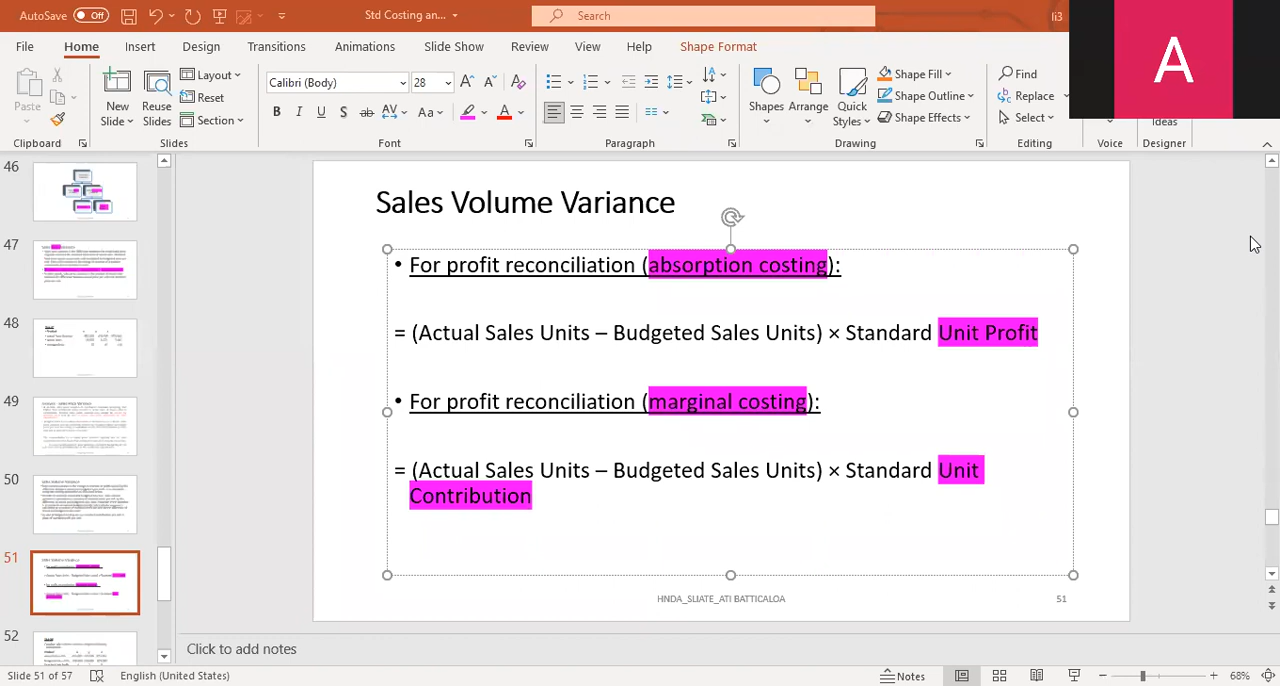 AutoSave Off Std Costing an... Search li3
File Home Insert Design Transitions Animations Slide Show Review View Help Shape Format
A
Paste
New Slide
Reuse Slides
Layout
Reset
Section
Calibri (Body) 28
B I U S ab AV Aa A
Shapes Arrange Quick Styles
Shape Fill
Shape Outline
Shape Effects
Find
Replace
Select
Ideas
Clipboard Slides Font Paragraph Drawing Editing Voice Designer
46
47
48
49
50
51
52
Sales Volume Variance
• For profit reconciliation (absorption costing):
= (Actual Sales Units – Budgeted Sales Units) × Standard Unit Profit
• For profit reconciliation (marginal costing):
= (Actual Sales Units – Budgeted Sales Units) × Standard Unit
Contribution
HNDA_SLIATE_ATI BATTICALOA 51
Click to add notes
Slide 51 of 57 English (United States) Notes 68%